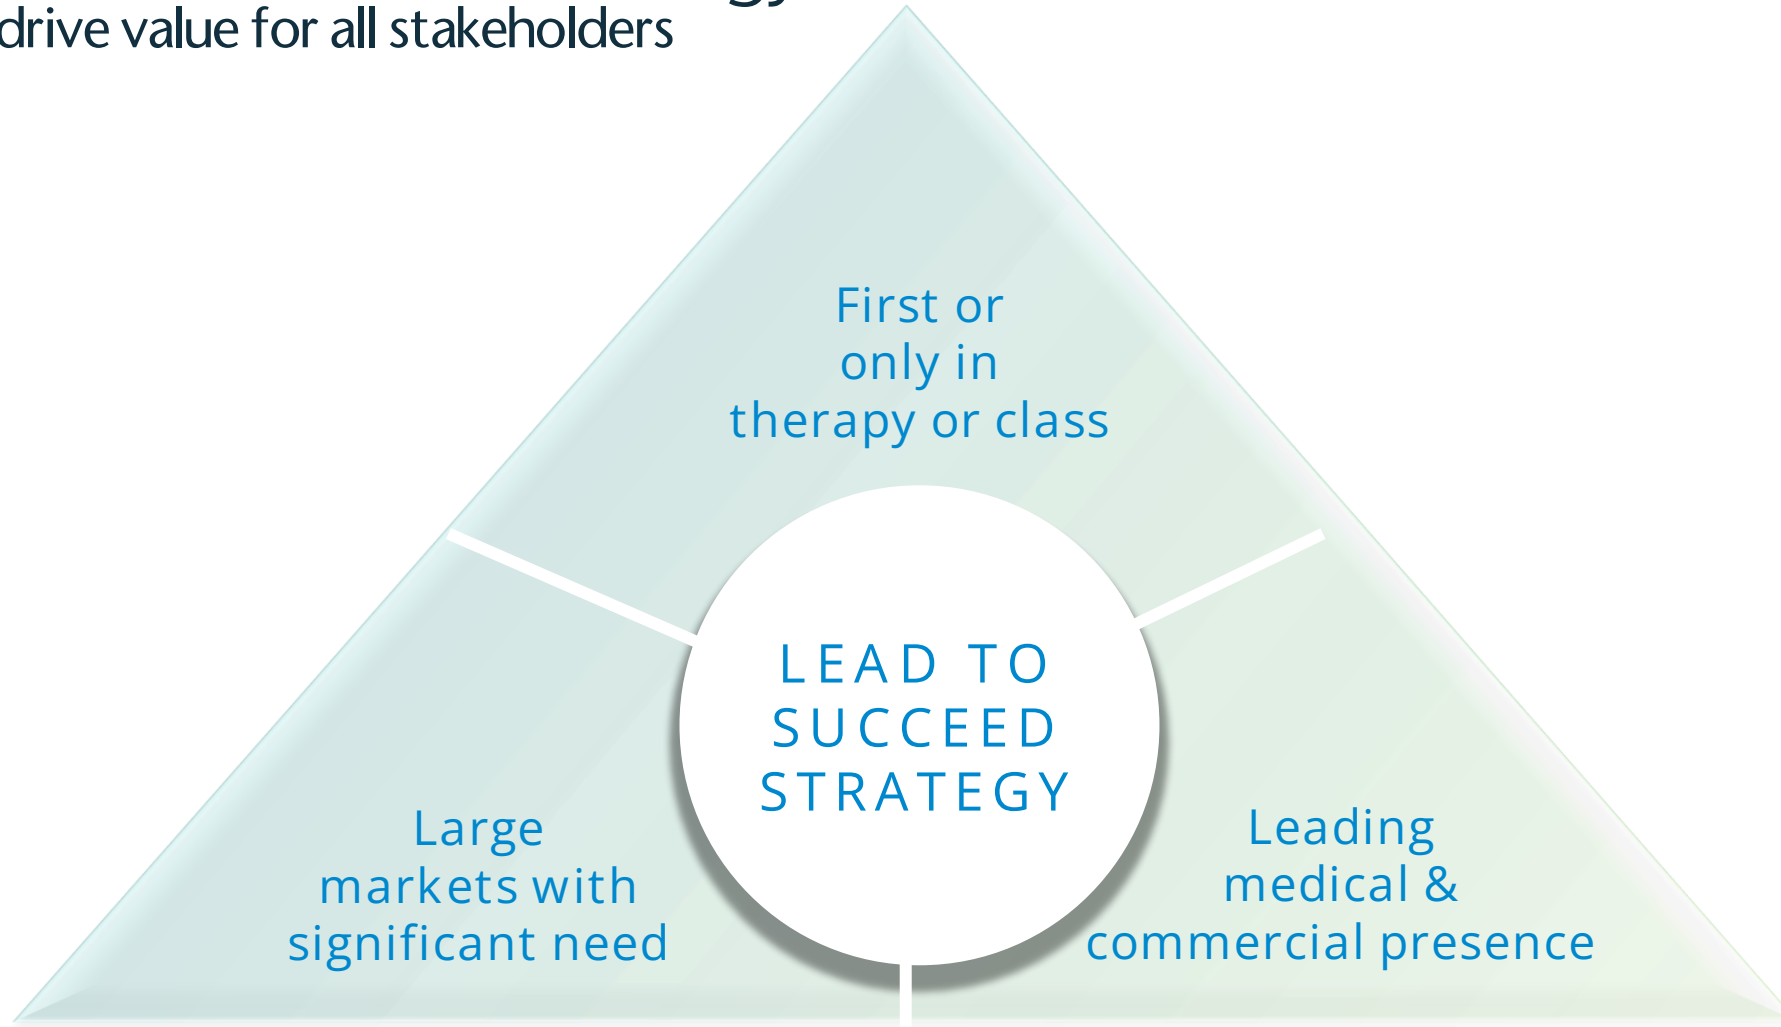 drive value for all stakeholders
First or
only in
therapy or class
LEAD TO
SUCCEED
STRATEGY
Large
markets with
significant need
Leading
medical &
commercial presence